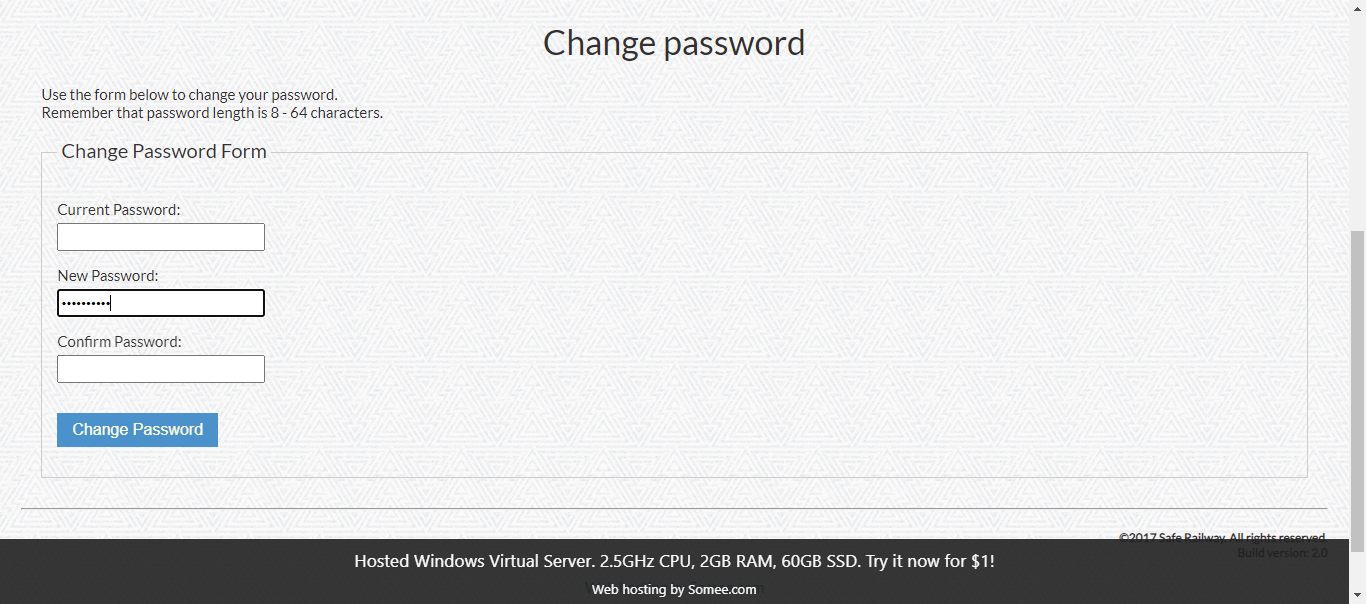 Change password
Use the form below to change your password.
Remember that password length is 8 - 64 characters.
Change Password Form
Current Password:
New Password:
••••••••••
Confirm Password:
Change Password
©2017 Safe Railway. All rights reserved.
Build version: 2.0
Hosted Windows Virtual Server. 2.5GHz CPU, 2GB RAM, 60GB SSD. Try it now for $1!
Web hosting by Somee.com